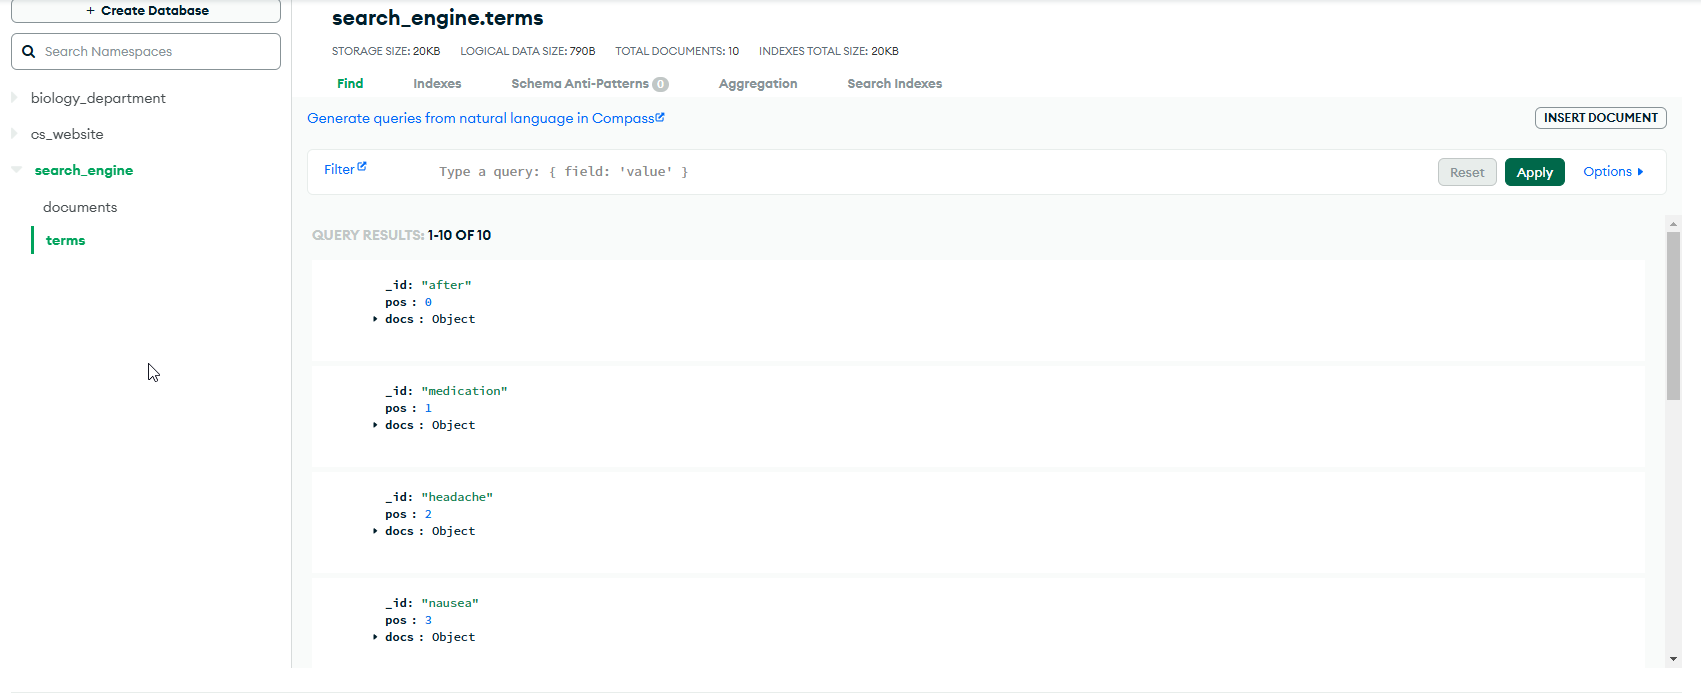 + Create Database
Search Namespaces
biology_department
cs_website
search_engine
documents
terms
search_engine.terms
STORAGE SIZE: 20KB LOGICAL DATA SIZE: 790B TOTAL DOCUMENTS: 10 INDEXES TOTAL SIZE: 20KB
Find Indexes Schema Anti-Patterns 0 Aggregation Search Indexes
Generate queries from natural language in Compass
INSERT DOCUMENT
Filter Type a query: { field: 'value' } Reset Apply Options
QUERY RESULTS: 1-10 OF 10
_id: "after"
pos : 0
docs : Object
_id: "medication"
pos : 1
docs : Object
_id: "headache"
pos : 2
docs : Object
_id: "nausea"
pos : 3
docs : Object